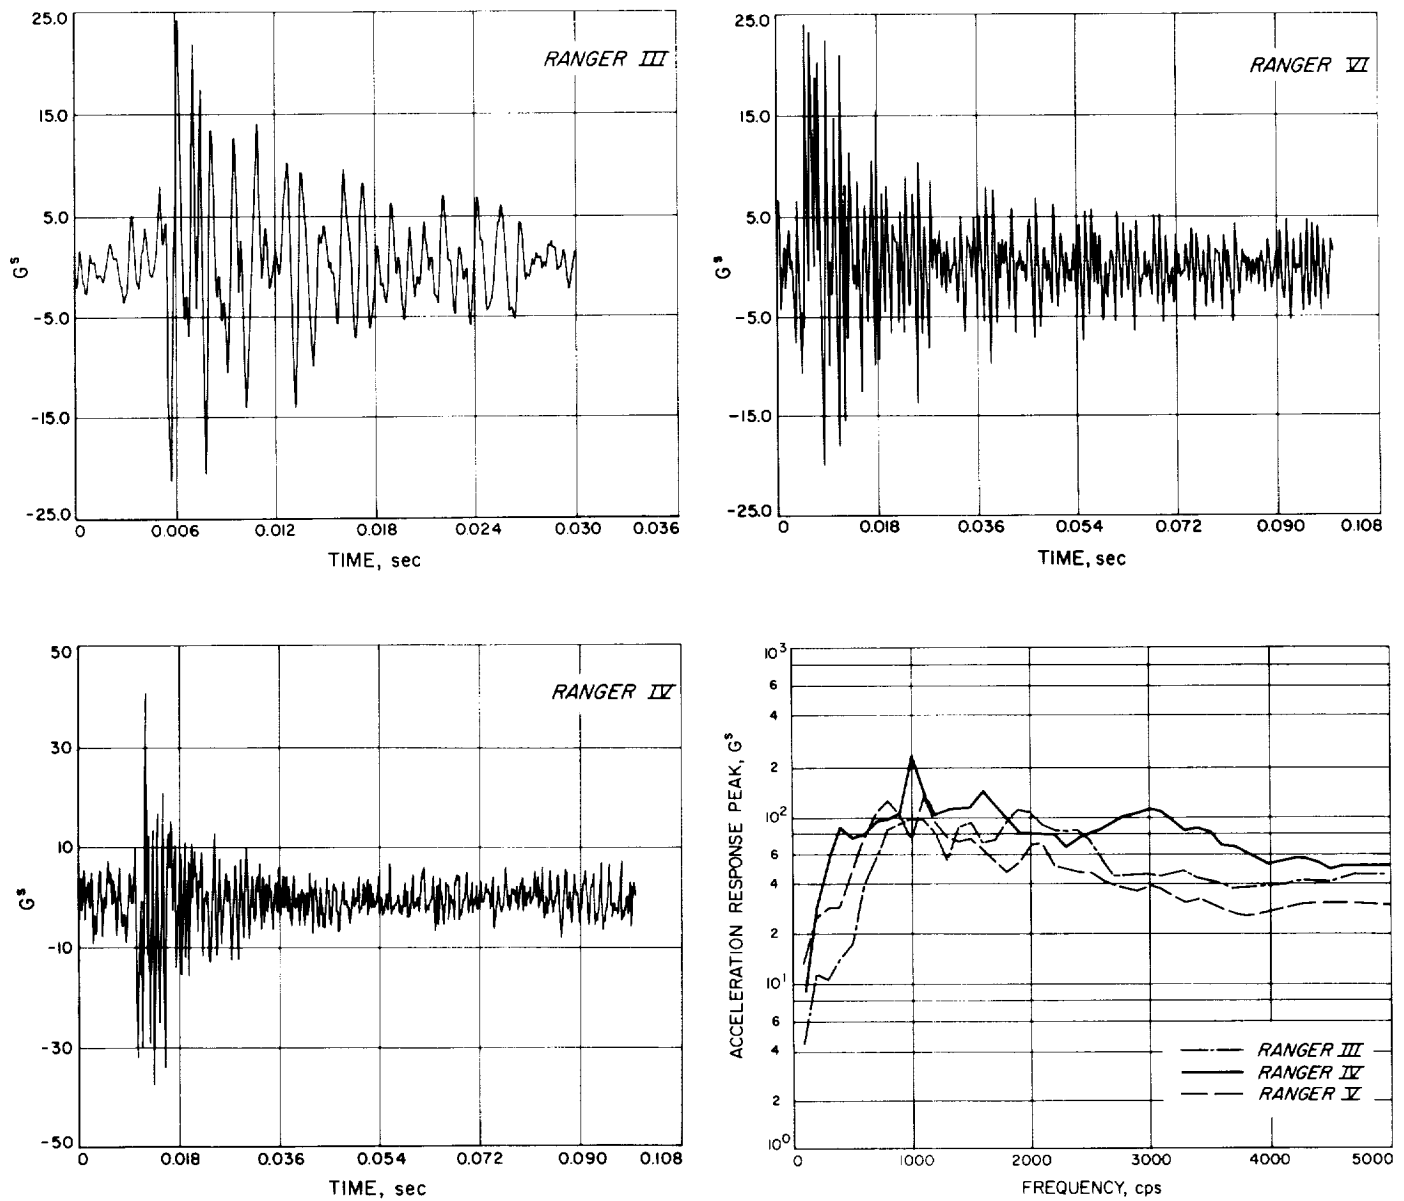 25.0
15.0
5.0
-5.0
-15.0
-25.0
Gˢ
RANGER III
0 0.006 0.012 0.018 0.024 0.030 0.036
TIME, sec
25.0
15.0
5.0
-5.0
-15.0
-25.0
Gˢ
RANGER VI
0 0.018 0.036 0.054 0.072 0.090 0.108
TIME, sec
50
30
10
-10
-30
-50
Gˢ
RANGER IV
0 0.018 0.036 0.054 0.072 0.090 0.108
TIME, sec
ACCELERATION RESPONSE PEAK, Gˢ
10³
6
4
2
10²
6
4
2
10¹
6
4
2
10⁰
RANGER III
RANGER IV
RANGER V
0 1000 2000 3000 4000 5000
FREQUENCY, cps